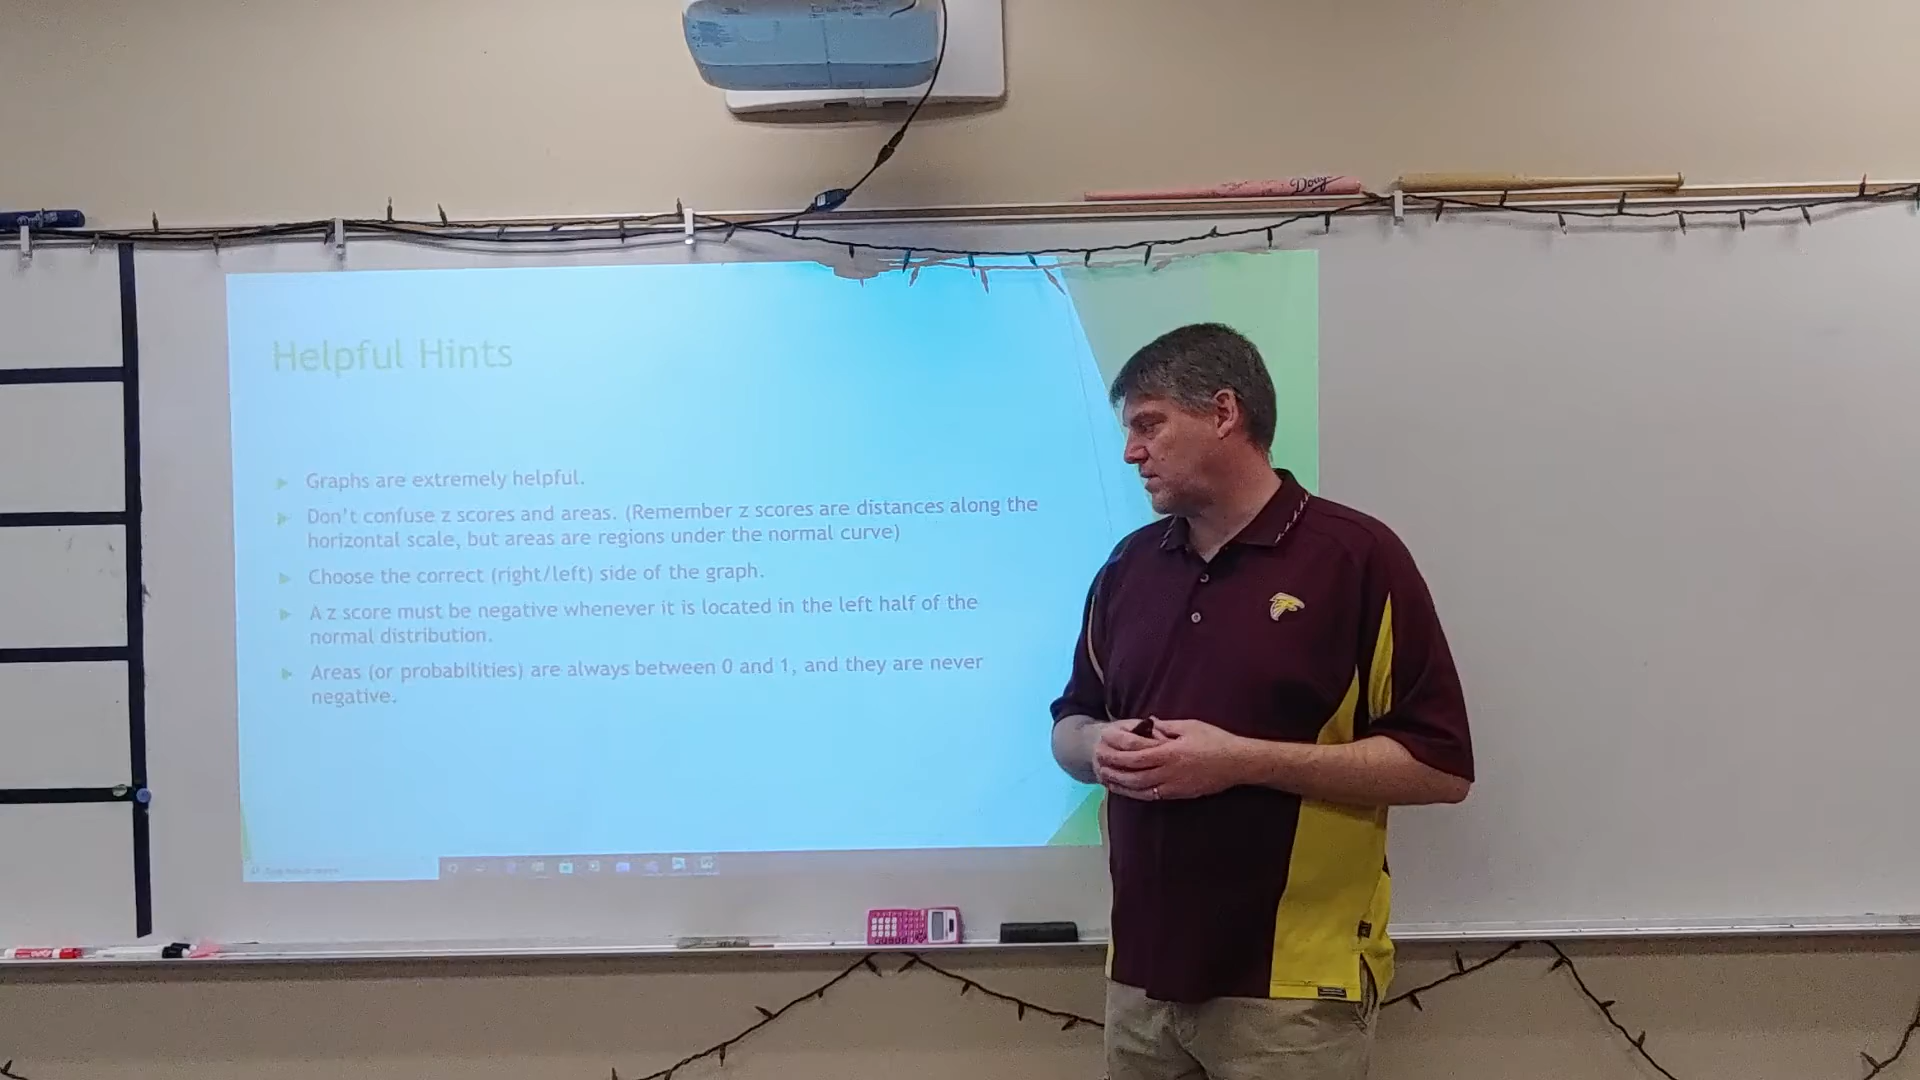 Doug
Helpful Hints
Graphs are extremely helpful.
Don't confuse z scores and areas. (Remember z scores are distances along the
horizontal scale, but areas are regions under the normal curve)
Choose the correct (right/left) side of the graph.
A z score must be negative whenever it is located in the left half of the
normal distribution.
Areas (or probabilities) are always between 0 and 1, and they are never
negative.